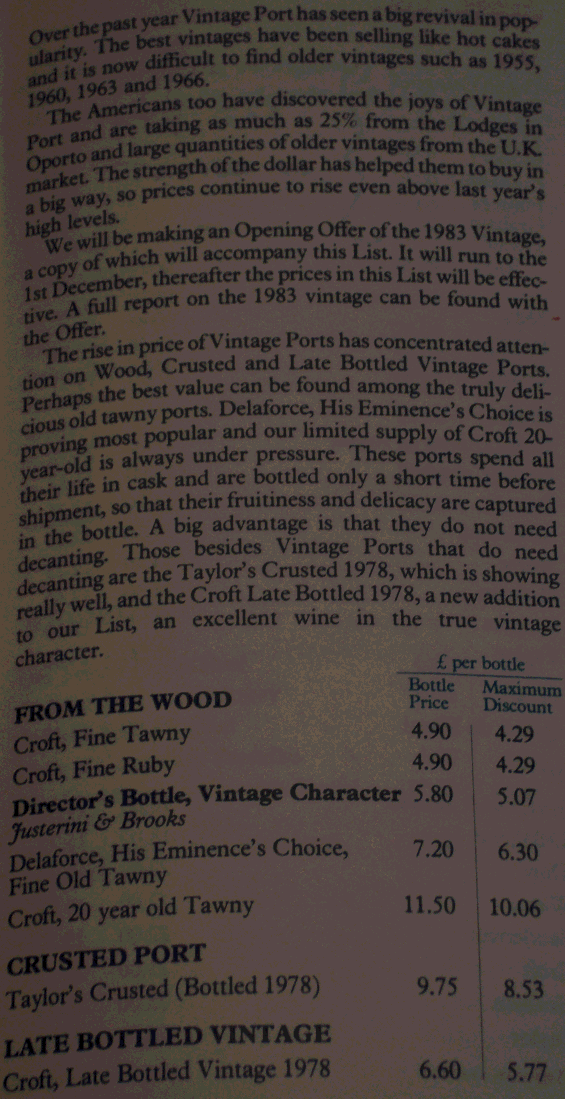 Over the past year Vintage Port has seen a big revival in pop-
ularity. The best vintages have been selling like hot cakes
and it is now difficult to find older vintages such as 1955,
1960, 1963 and 1966.
The Americans too have discovered the joys of Vintage
Port and are taking as much as 25% from the Lodges in
Oporto and large quantities of older vintages from the U.K.
market. The strength of the dollar has helped them to buy in
a big way, so prices continue to rise even above last year's
high levels.
We will be making an Opening Offer of the 1983 Vintage,
a copy of which will accompany this List. It will run to the
1st December, thereafter the prices in this List will be effec-
tive. A full report on the 1983 vintage can be found with
the Offer.
The rise in price of Vintage Ports has concentrated atten-
tion on Wood, Crusted and Late Bottled Vintage Ports.
Perhaps the best value can be found among the truly deli-
cious old tawny ports. Delaforce, His Eminence's Choice is
proving most popular and our limited supply of Croft 20-
year-old is always under pressure. These ports spend all
their life in cask and are bottled only a short time before
shipment, so that their fruitiness and delicacy are captured
in the bottle. A big advantage is that they do not need
decanting. Those besides Vintage Ports that do need
decanting are the Taylor's Crusted 1978, which is showing
really well, and the Croft Late Bottled 1978, a new addition
to our List, an excellent wine in the true vintage
character.
£ per bottle
Bottle Maximum
FROM THE WOOD Price Discount
Croft, Fine Tawny 4.90 4.29
Croft, Fine Ruby 4.90 4.29
Director's Bottle, Vintage Character 5.80 5.07
Justerini & Brooks
Delaforce, His Eminence's Choice, 7.20 6.30
Fine Old Tawny
Croft, 20 year old Tawny 11.50 10.06
CRUSTED PORT
Taylor's Crusted (Bottled 1978) 9.75 8.53
LATE BOTTLED VINTAGE
Croft, Late Bottled Vintage 1978 6.60 5.77